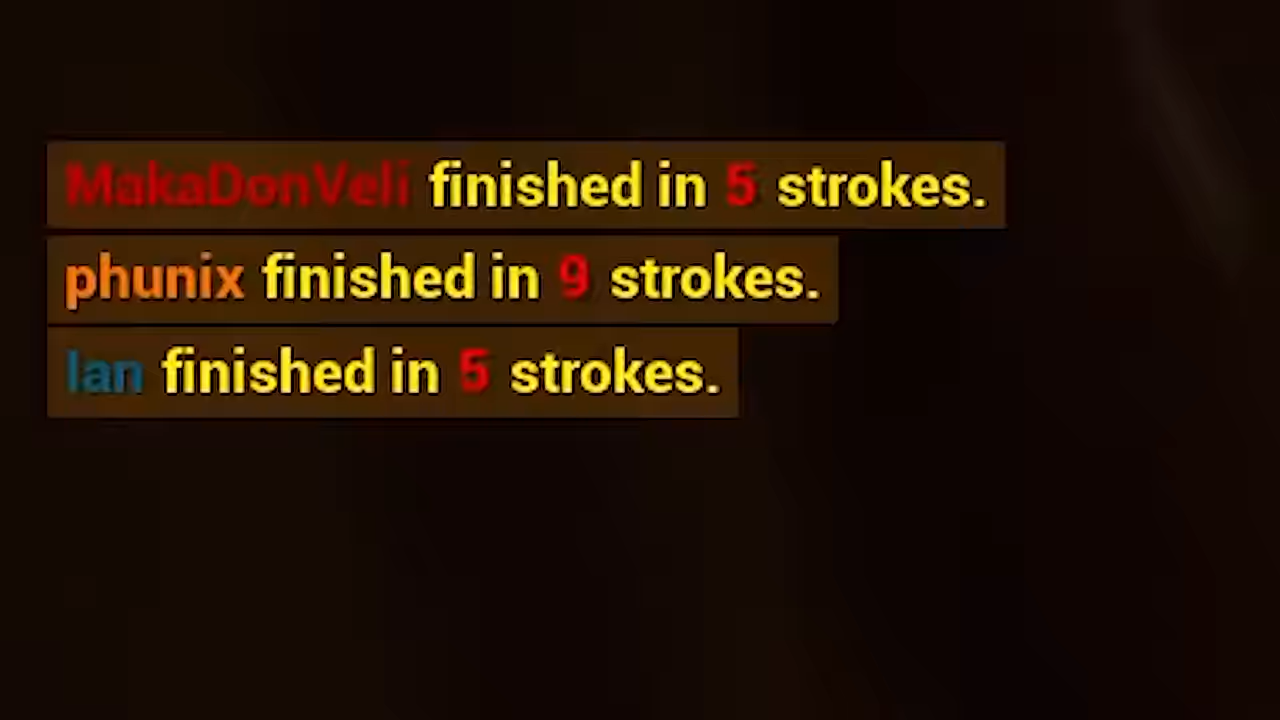 MakaDonVeli finished in 5 strokes.
phunix finished in 9 strokes.
Ian finished in 5 strokes.